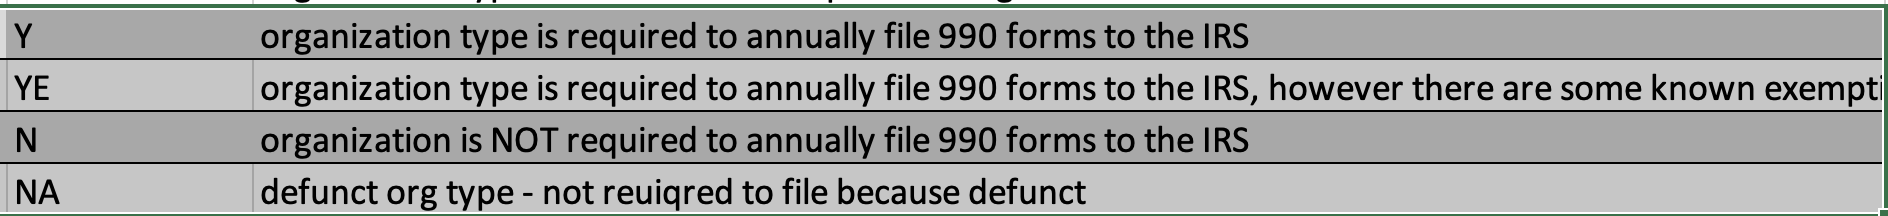 Y organization type is required to annually file 990 forms to the IRS
YE organization type is required to annually file 990 forms to the IRS, however there are some known exempti
N organization is NOT required to annually file 990 forms to the IRS
NA defunct org type - not reuiqred to file because defunct